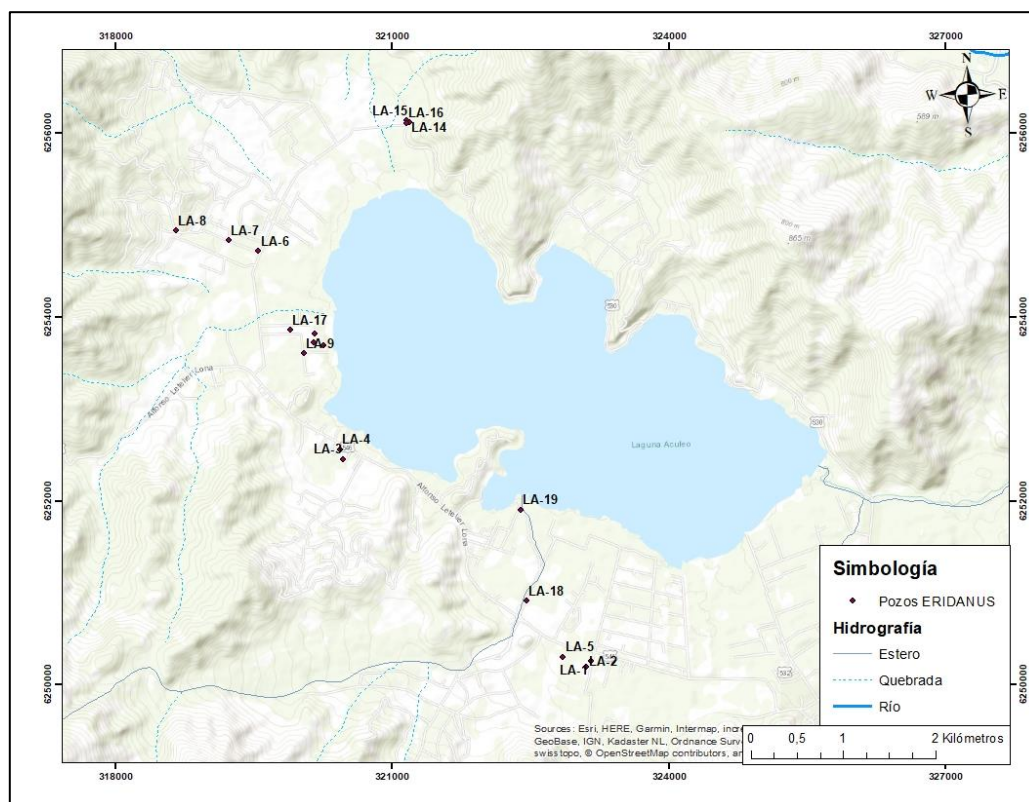 318000 321000 324000 327000
N
W E
S
800 m
589 m
LA-15 LA-16
LA-14
6256000 6256000
LA-8
LA-7
LA-6
800 m
865 m
6254000 6254000
LA-17
LA-9
Alfonso Letelier Lona
LA-4
LA-3
Laguna Aculeo
Alfonso Letelier Lona
6252000 6252000
LA-19
LA-18
LA-5
LA-2
LA-1
6250000 6250000
Simbología
Pozos ERIDANUS
Hidrografía
Estero
Quebrada
Río
Sources: Esri, HERE, Garmin, Intermap,
GeoBase, IGN, Kadaster NL, Ordnance
swisstopo, © OpenStreetMap contributors,
0 0,5 1 2 Kilómetros
318000 321000 324000 327000